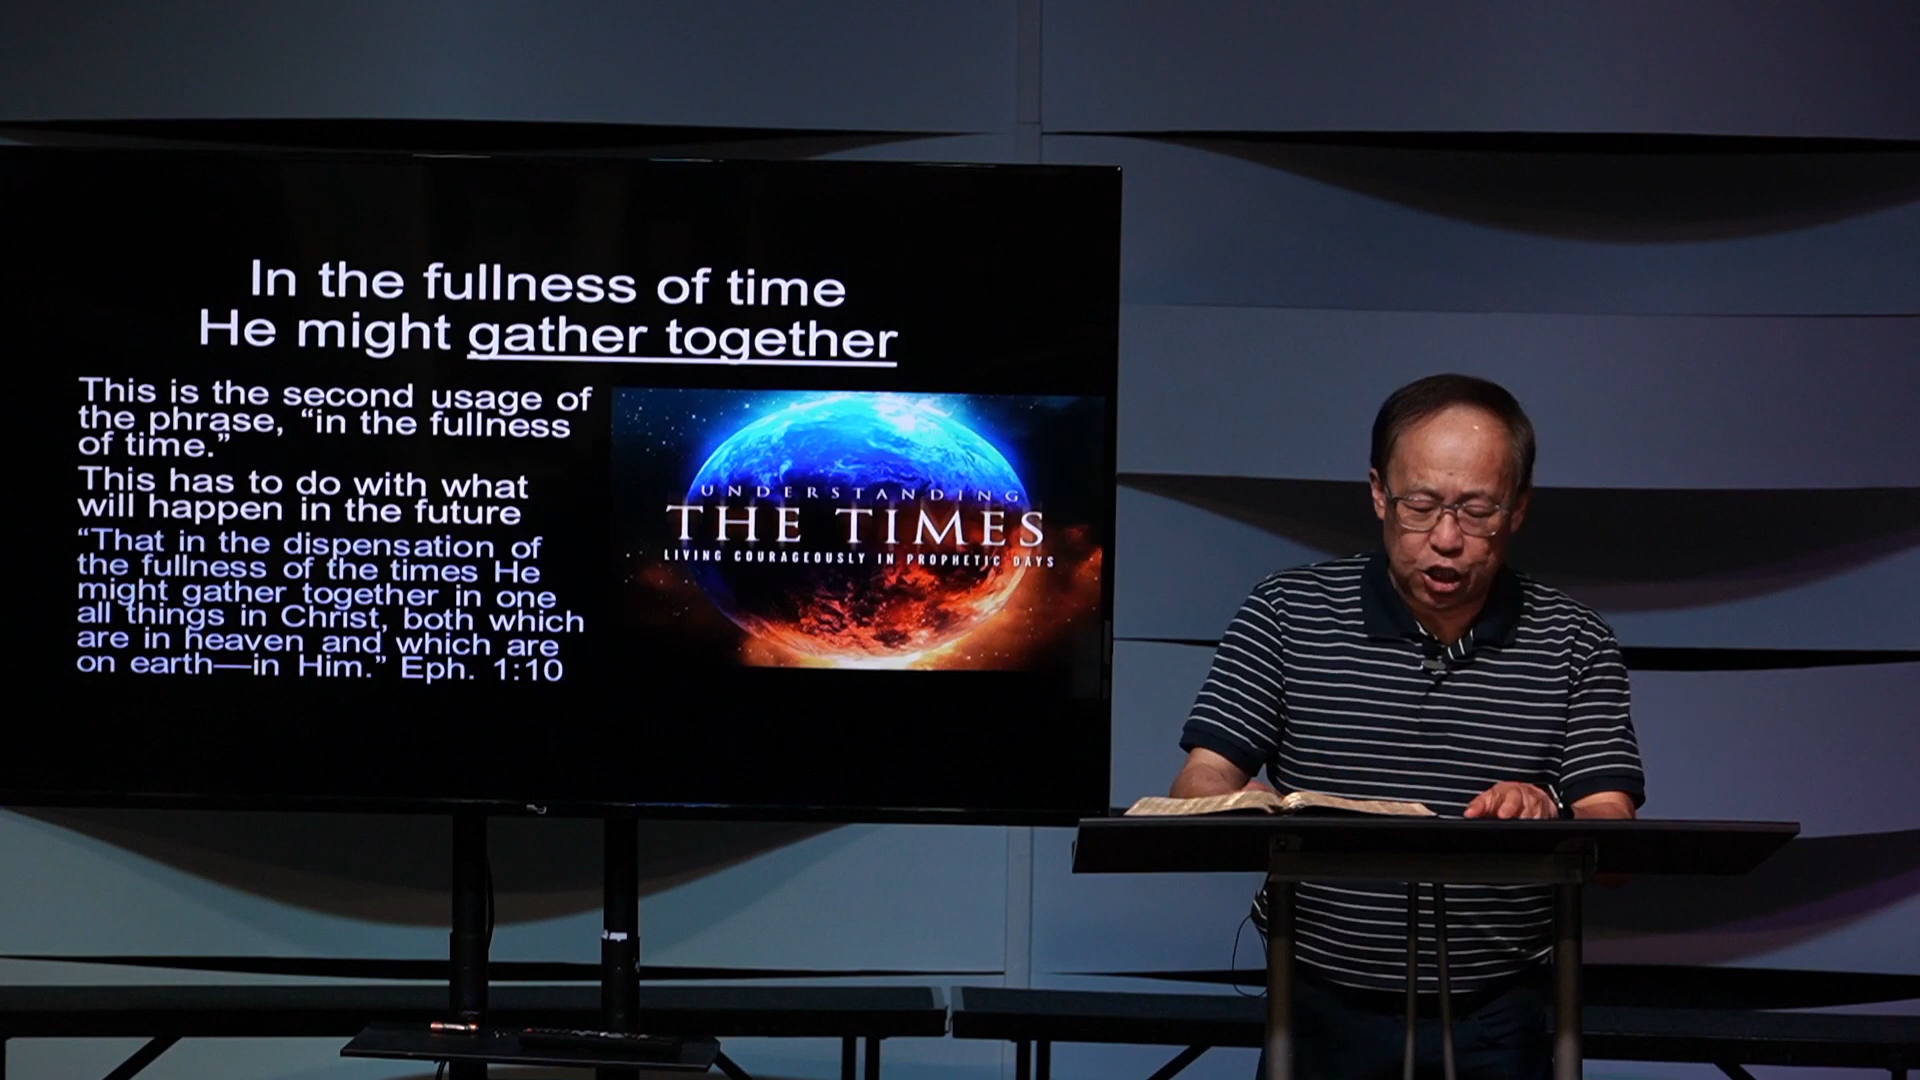 In the fullness of time
He might gather together
This is the second usage of
the phrase, “in the fullness
of time.”
This has to do with what
will happen in the future
“That in the dispensation of
the fullness of the times He
might gather together in one
all things in Christ, both which
are in heaven and which are
on earth—in Him.” Eph. 1:10
UNDERSTANDING
THE TIMES
LIVING COURAGEOUSLY IN PROPHETIC DAYS